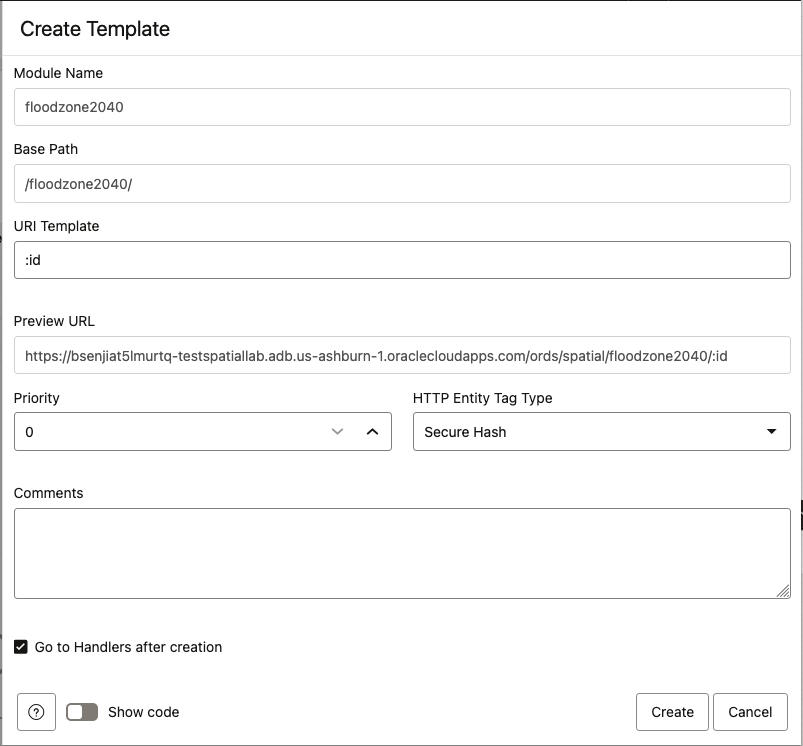 Create Template
Module Name
floodzone2040
Base Path
/floodzone2040/
URI Template
:id
Preview URL
https://bsenjiat5lmurtq-testspatiallab.adb.us-ashburn-1.oraclecloudapps.com/ords/spatial/floodzone2040/:id
Priority HTTP Entity Tag Type
0 Secure Hash
Comments
Go to Handlers after creation
? Show code Create Cancel